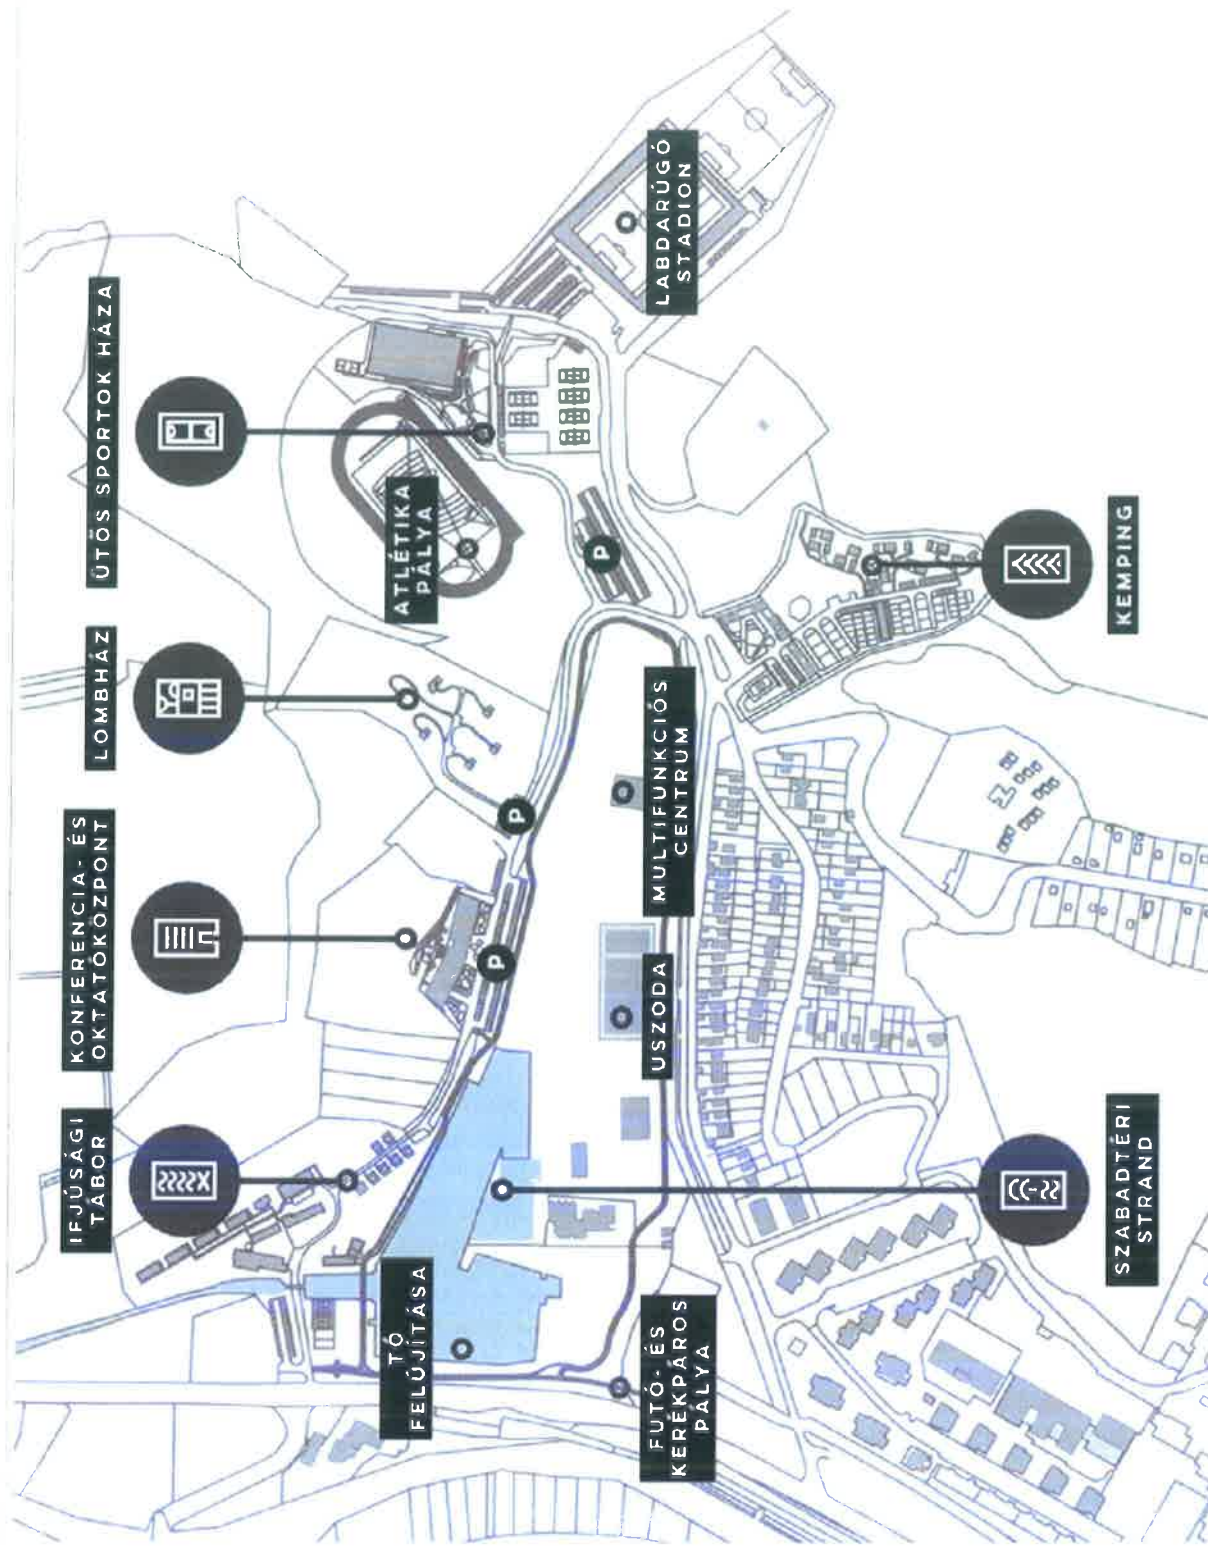 IFJÚSÁGI
TÁBOR
KONFERENCIA- ÉS
OKTATÓKÖZPONT
LOMBHÁZ
ÜTŐS SPORTOK HÁZA
ATLÉTIKA
PÁLYA
LABDARÚGÓ
STADION
P
P
P
TÓ
FELÚJÍTÁSA
FUTÓ- ÉS
KERÉKPÁROS
PÁLYA
USZODA
MULTIFUNKCIÓS
CENTRUM
SZABADTÉRI
STRAND
KEMPING